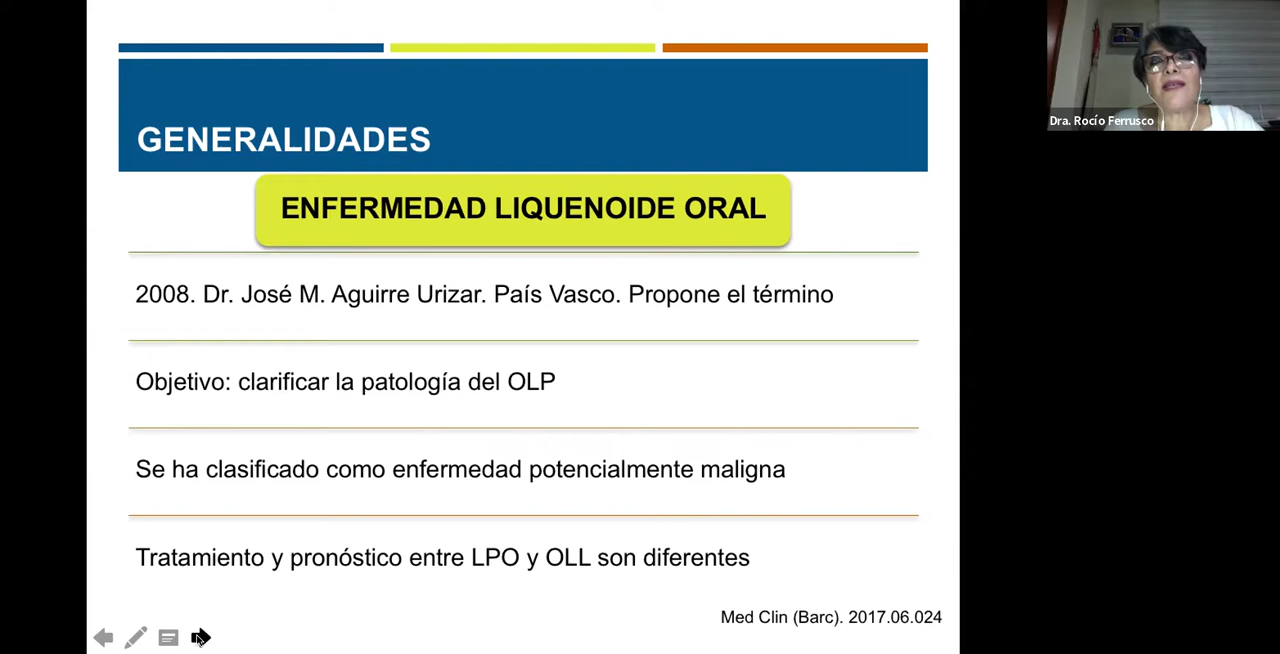 GENERALIDADES
ENFERMEDAD LIQUENOIDE ORAL
2008. Dr. José M. Aguirre Urizar. País Vasco. Propone el término
Objetivo: clarificar la patología del OLP
Se ha clasificado como enfermedad potencialmente maligna
Tratamiento y pronóstico entre LPO y OLL son diferentes
Med Clin (Barc). 2017.06.024
Dra. Rocío Ferrusco